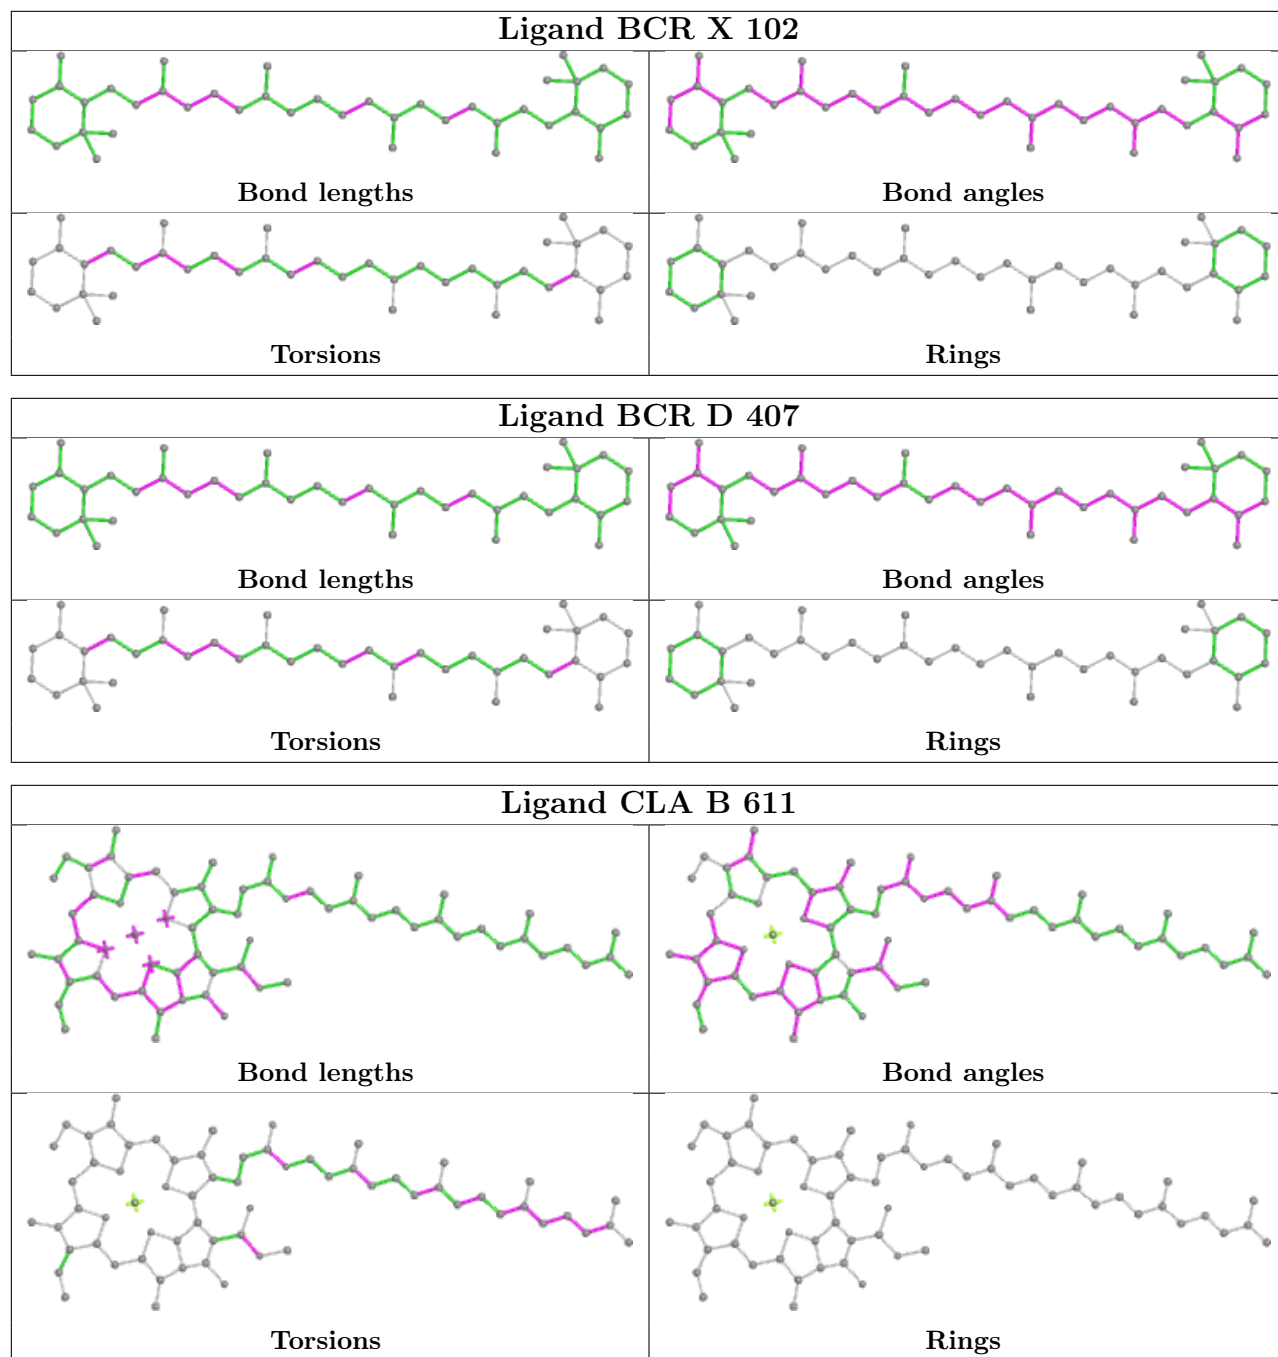 Ligand BCR X 102
Bond lengths
Bond angles
Torsions
Rings
Ligand BCR D 407
Bond lengths
Bond angles
Torsions
Rings
Ligand CLA B 611
Bond lengths
Bond angles
Torsions
Rings